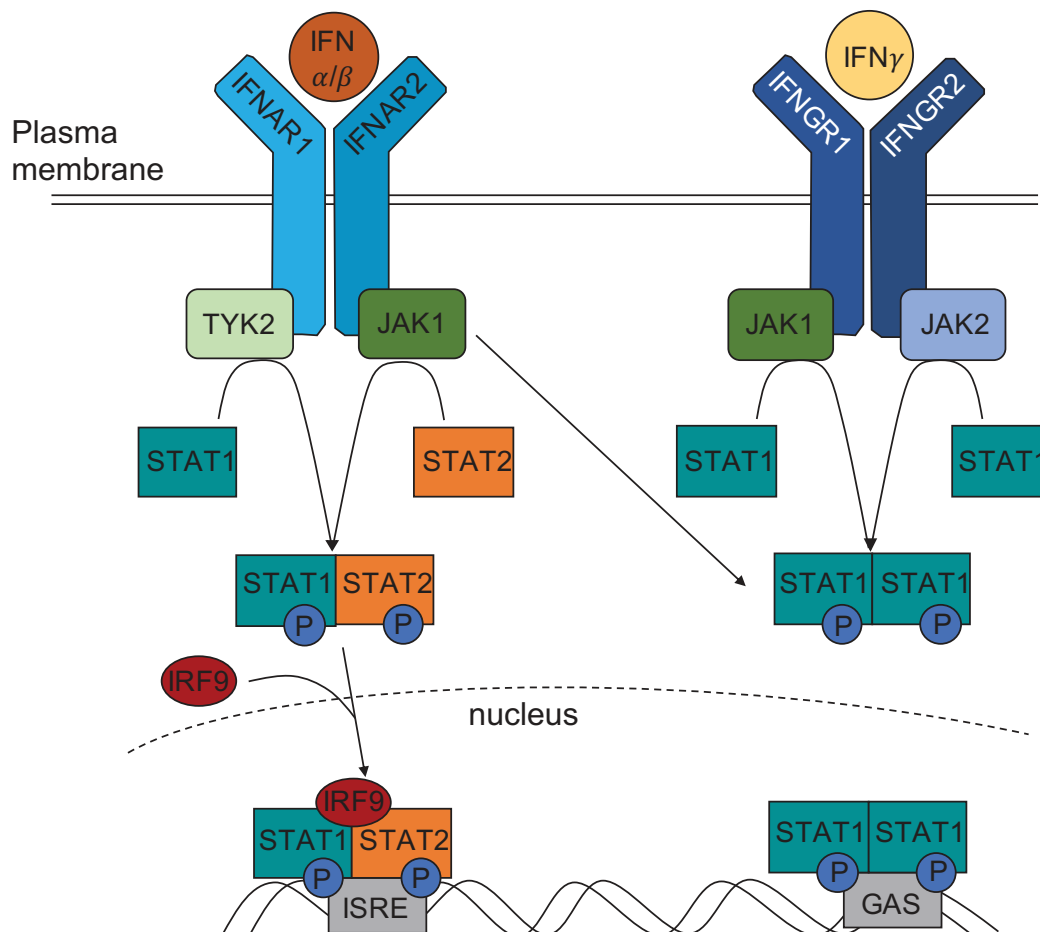 IFN
α/β
IFNγ
IFNAR1
IFNAR2
IFNGR1
IFNGR2
Plasma
membrane
TYK2
JAK1
JAK1
JAK2
STAT1
STAT2
STAT1
STAT1
STAT1
STAT2
STAT1
STAT1
P
P
P
P
IRF9
nucleus
IRF9
STAT1
STAT2
STAT1
STAT1
P
P
P
P
ISRE
GAS